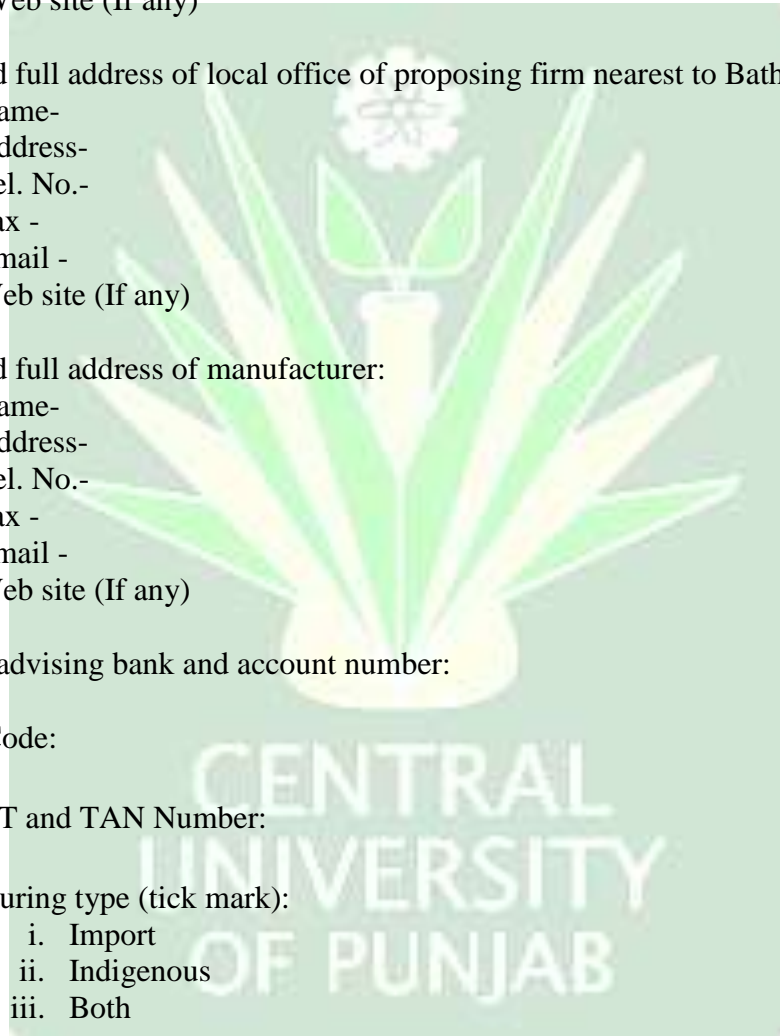 eb site (If any)
d full address of local office of proposing firm nearest to Bath
ame-
ddress-
el. No.-
ax -
mail -
eb site (If any)
d full address of manufacturer:
ame-
ddress-
el. No.-
ax -
mail -
eb site (If any)
advising bank and account number:
Code:
T and TAN Number:
uring type (tick mark):
i. Import
ii. Indigenous
iii. Both
CENTRAL
UNIVERSITY
OF PUNJAB